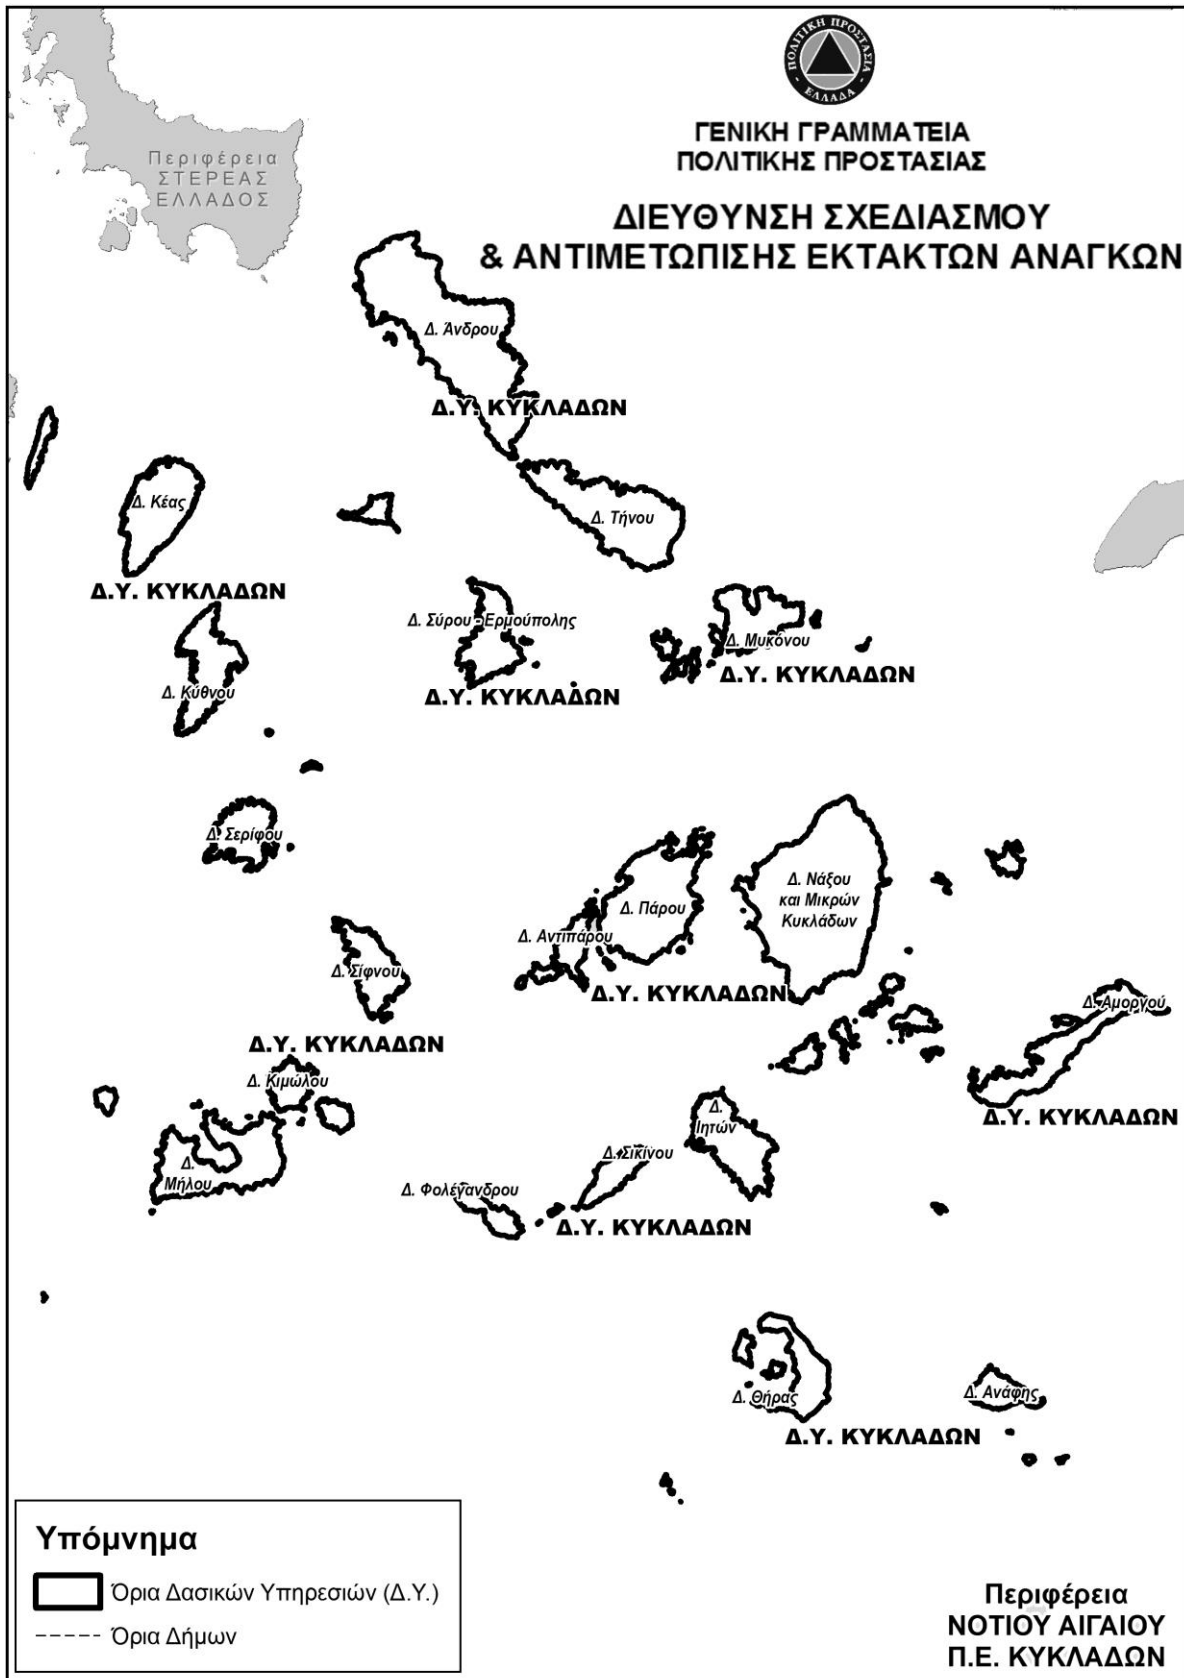 ΠΟΛΙΤΙΚΗ ΠΡΟΣΤΑΣΙΑ - ΕΛΛΑΔΑ -
ΓΕΝΙΚΗ ΓΡΑΜΜΑΤΕΙΑ
ΠΟΛΙΤΙΚΗΣ ΠΡΟΣΤΑΣΙΑΣ
ΔΙΕΥΘΥΝΣΗ ΣΧΕΔΙΑΣΜΟΥ
& ΑΝΤΙΜΕΤΩΠΙΣΗΣ ΕΚΤΑΚΤΩΝ ΑΝΑΓΚΩΝ
Περιφέρεια
ΣΤΕΡΕΑΣ
ΕΛΛΑΔΟΣ
Δ. Άνδρου
Δ.Υ. ΚΥΚΛΑΔΩΝ
Δ. Κέας
Δ. Τήνου
Δ.Υ. ΚΥΚΛΑΔΩΝ
Δ. Σύρου - Ερμούπολης
Δ. Μυκόνου
Δ.Υ. ΚΥΚΛΑΔΩΝ
Δ. Κύθνου
Δ.Υ. ΚΥΚΛΑΔΩΝ
Δ. Σερίφου
Δ. Νάξου
και Μικρών
Κυκλάδων
Δ. Πάρου
Δ. Αντιπάρου
Δ. Σίφνου
Δ.Υ. ΚΥΚΛΑΔΩΝ
Δ. Αμοργού
Δ.Υ. ΚΥΚΛΑΔΩΝ
Δ. Κιμώλου
Δ.
Ιητών
Δ.Υ. ΚΥΚΛΑΔΩΝ
Δ. Σικίνου
Δ.
Μήλου
Δ. Φολέγανδρου
Δ.Υ. ΚΥΚΛΑΔΩΝ
Δ. Θήρας
Δ. Ανάφης
Δ.Υ. ΚΥΚΛΑΔΩΝ
Υπόμνημα
Όρια Δασικών Υπηρεσιών (Δ.Υ.)
Όρια Δήμων
Περιφέρεια
ΝΟΤΙΟΥ ΑΙΓΑΙΟΥ
Π.Ε. ΚΥΚΛΑΔΩΝ